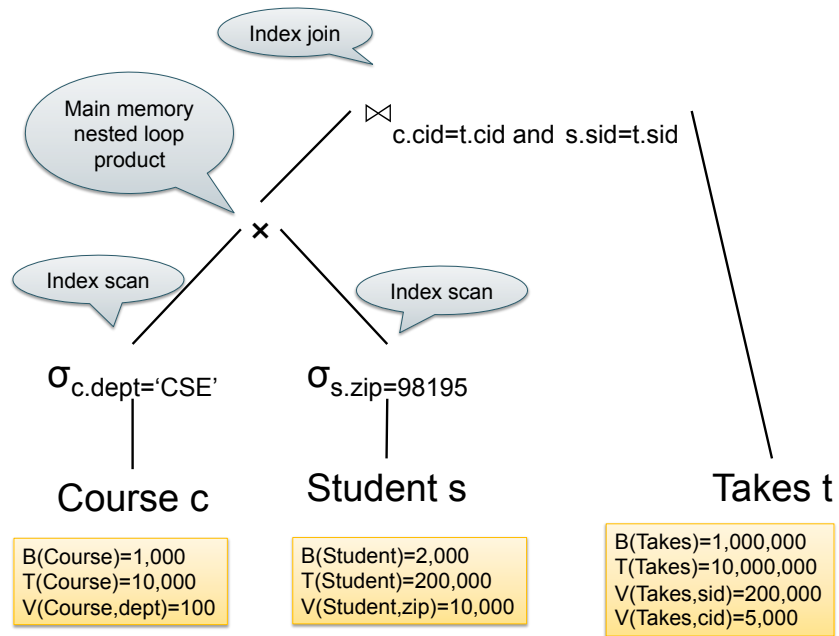 Index join
Main memory
nested loop
product
⋈
c.cid=t.cid and s.sid=t.sid
×
Index scan
Index scan
σc.dept=‘CSE’
σs.zip=98195
Course c
Student s
Takes t
B(Course)=1,000
T(Course)=10,000
V(Course,dept)=100
B(Student)=2,000
T(Student)=200,000
V(Student,zip)=10,000
B(Takes)=1,000,000
T(Takes)=10,000,000
V(Takes,sid)=200,000
V(Takes,cid)=5,000